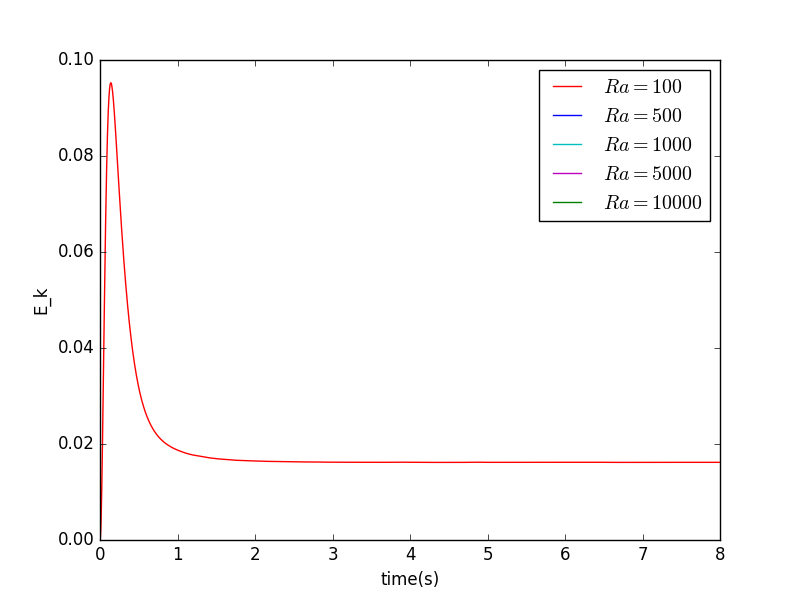 0.10
0.08
0.06
0.04
0.02
0.00
E_k
0 1 2 3 4 5 6 7 8
time(s)
Ra = 100
Ra = 500
Ra = 1000
Ra = 5000
Ra = 10000